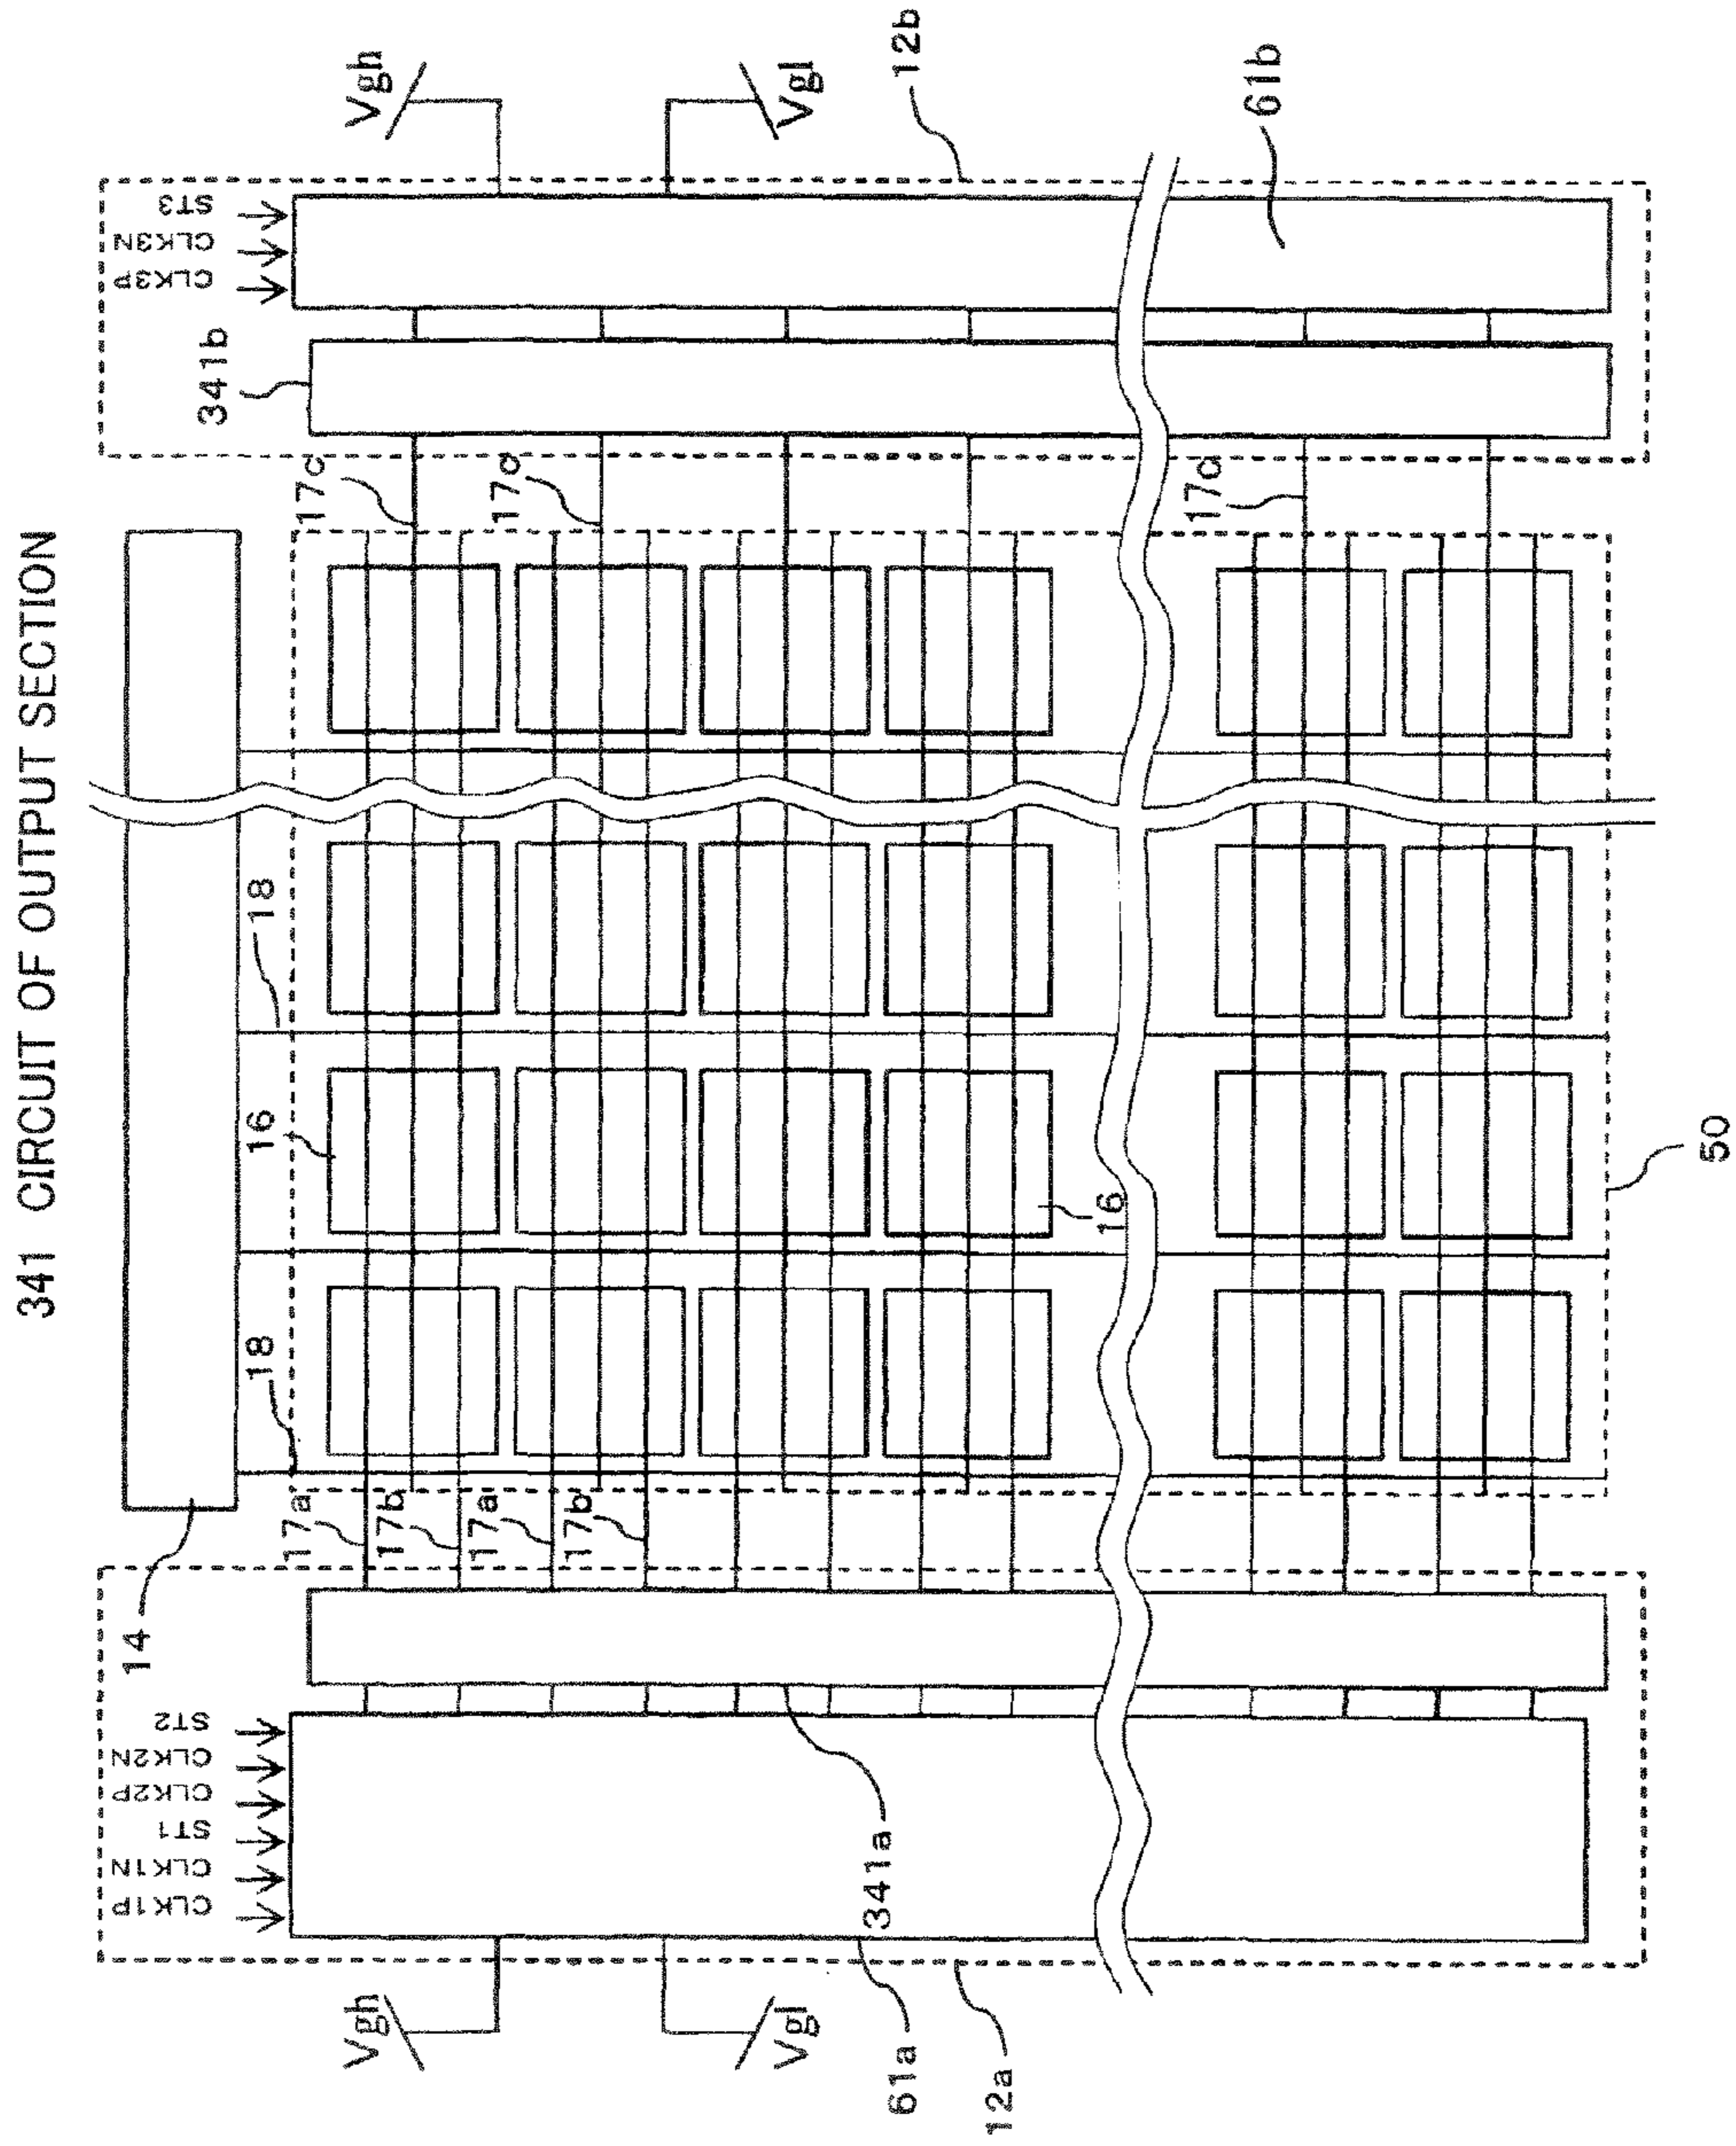 341 CIRCUIT OF OUTPUT SECTION
14
CLK1P
CLK1N
ST1
CLK2P
CLK2N
ST2
CLK3P
CLK3N
ST3
341b
18
16
18
17a
17c
Vgh
17b
Vgh
17a
17c
17b
Vgl
Vgl
341a
61a
12b
12a
16
17c
61b
50